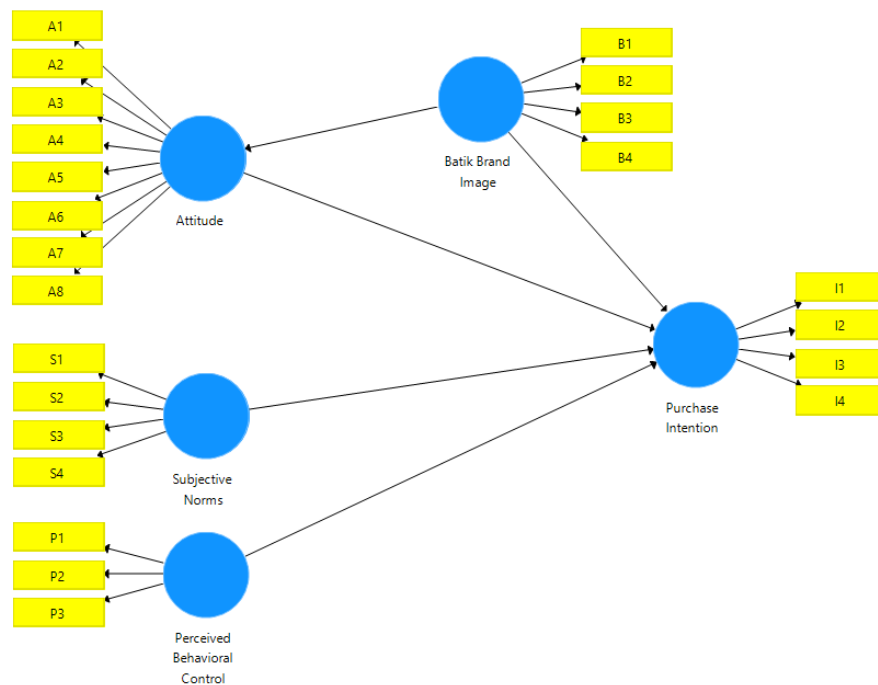 A1
A2
A3
A4
A5
A6
A7
A8
Attitude
B1
B2
B3
B4
Batik Brand
Image
I1
I2
I3
I4
Purchase
Intention
S1
S2
S3
S4
Subjective
Norms
P1
P2
P3
Perceived
Behavioral
Control